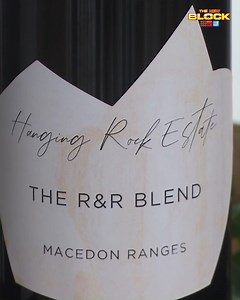 THE
BLOCK
Hanging Rock Estate
THE R&R BLEND
MACEDON RANGES